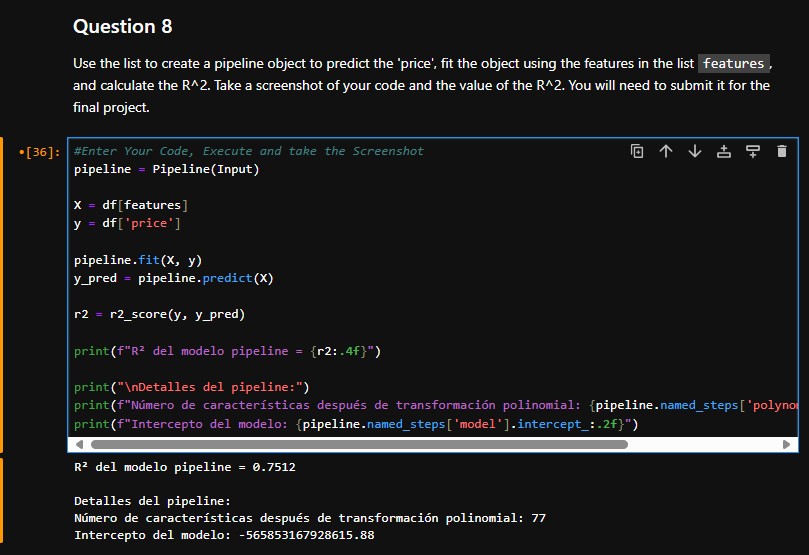 Question 8
Use the list to create a pipeline object to predict the 'price', fit the object using the features in the list features ,
and calculate the R^2. Take a screenshot of your code and the value of the R^2. You will need to submit it for the
final project.
•[36]:
#Enter Your Code, Execute and take the Screenshot
pipeline = Pipeline(Input)
X = df[features]
y = df['price']
pipeline.fit(X, y)
y_pred = pipeline.predict(X)
r2 = r2_score(y, y_pred)
print(f"R² del modelo pipeline = {r2:.4f}")
print("\nDetalles del pipeline:")
print(f"Número de características después de transformación polinomial: {pipeline.named_steps['polyno
print(f"Intercepto del modelo: {pipeline.named_steps['model'].intercept_:.2f}")
R² del modelo pipeline = 0.7512
Detalles del pipeline:
Número de características después de transformación polinomial: 77
Intercepto del modelo: -565853167928615.88